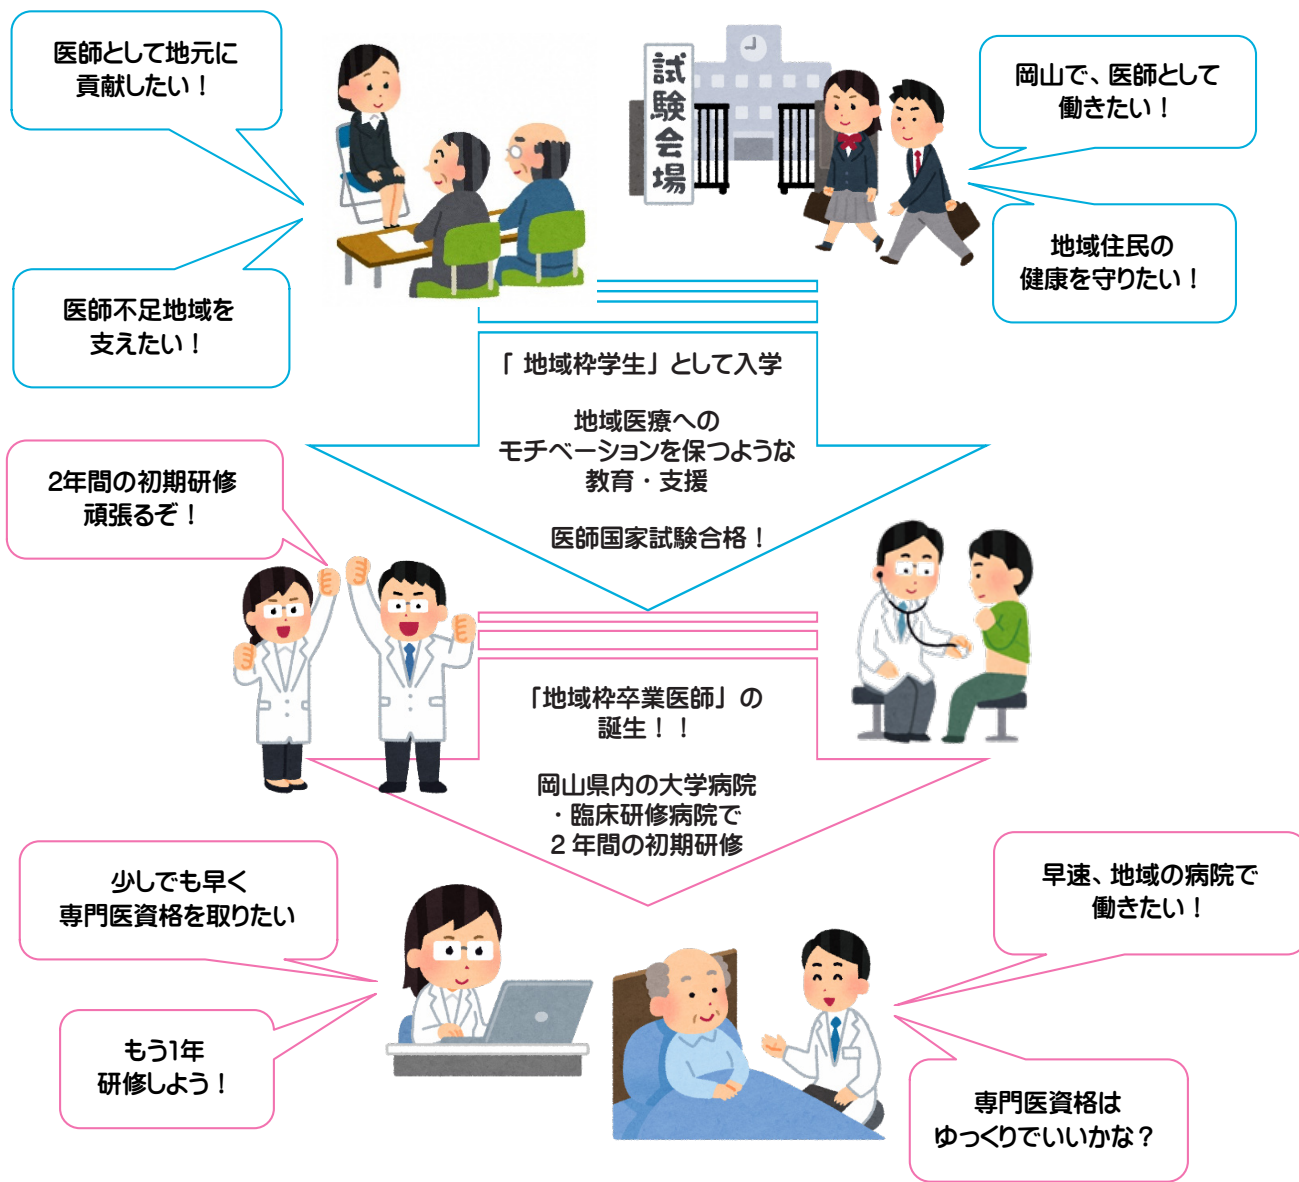 医師として地元に
貢献したい！
試験会場
岡山で、医師として
働きたい！
医師不足地域を
支えたい！
地域住民の
健康を守りたい！
「 地域枠学生」として入学
地域医療への
モチベーションを保つような
教育・支援
医師国家試験合格！
2年間の初期研修
頑張るぞ！
「地域枠卒業医師」の
誕生！！
岡山県内の大学病院
・臨床研修病院で
２年間の初期研修
少しでも早く
専門医資格を取りたい
もう1年
研修しよう！
早速、地域の病院で
働きたい！
専門医資格は
ゆっくりでいいかな？